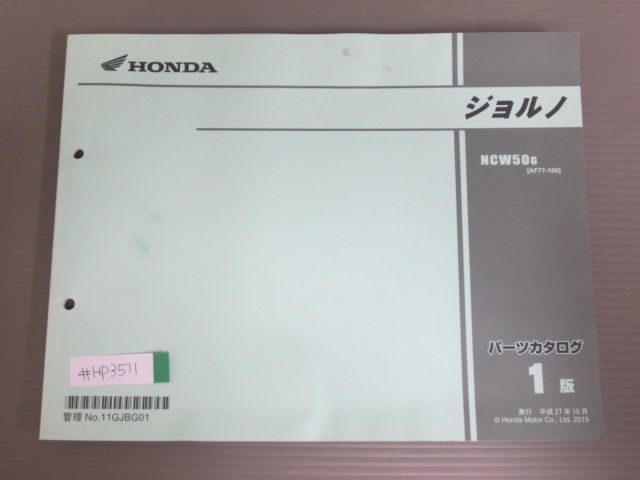 HONDA
ジョルノ
NCW50G
[AF77-100]
パーツカタログ
1版
発行 平成27年10月
© Honda Motor Co., Ltd. 2015
#HP3511
管理 No.11GJBG01